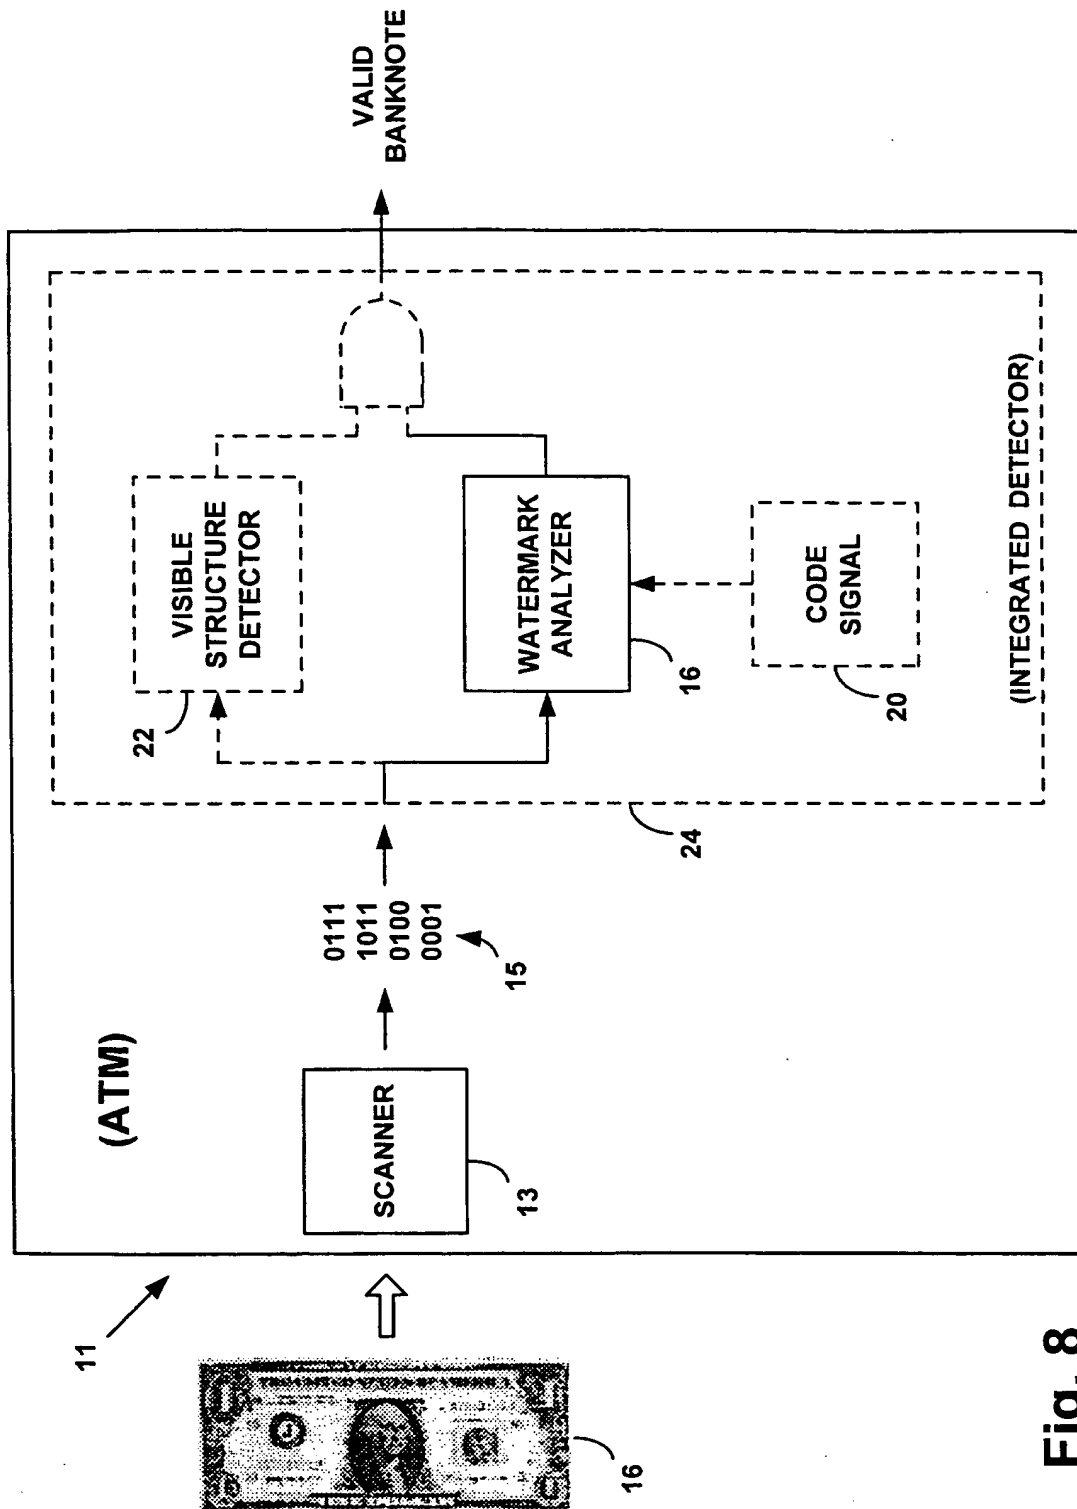 11
(ATM)
16
SCANNER
13
0111
1011
0100
0001
15
24
22
VISIBLE
STRUCTURE
DETECTOR
WATERMARK
ANALYZER
16
CODE
SIGNAL
20
(INTEGRATED DETECTOR)
VALID
BANKNOTE
Fig. 8